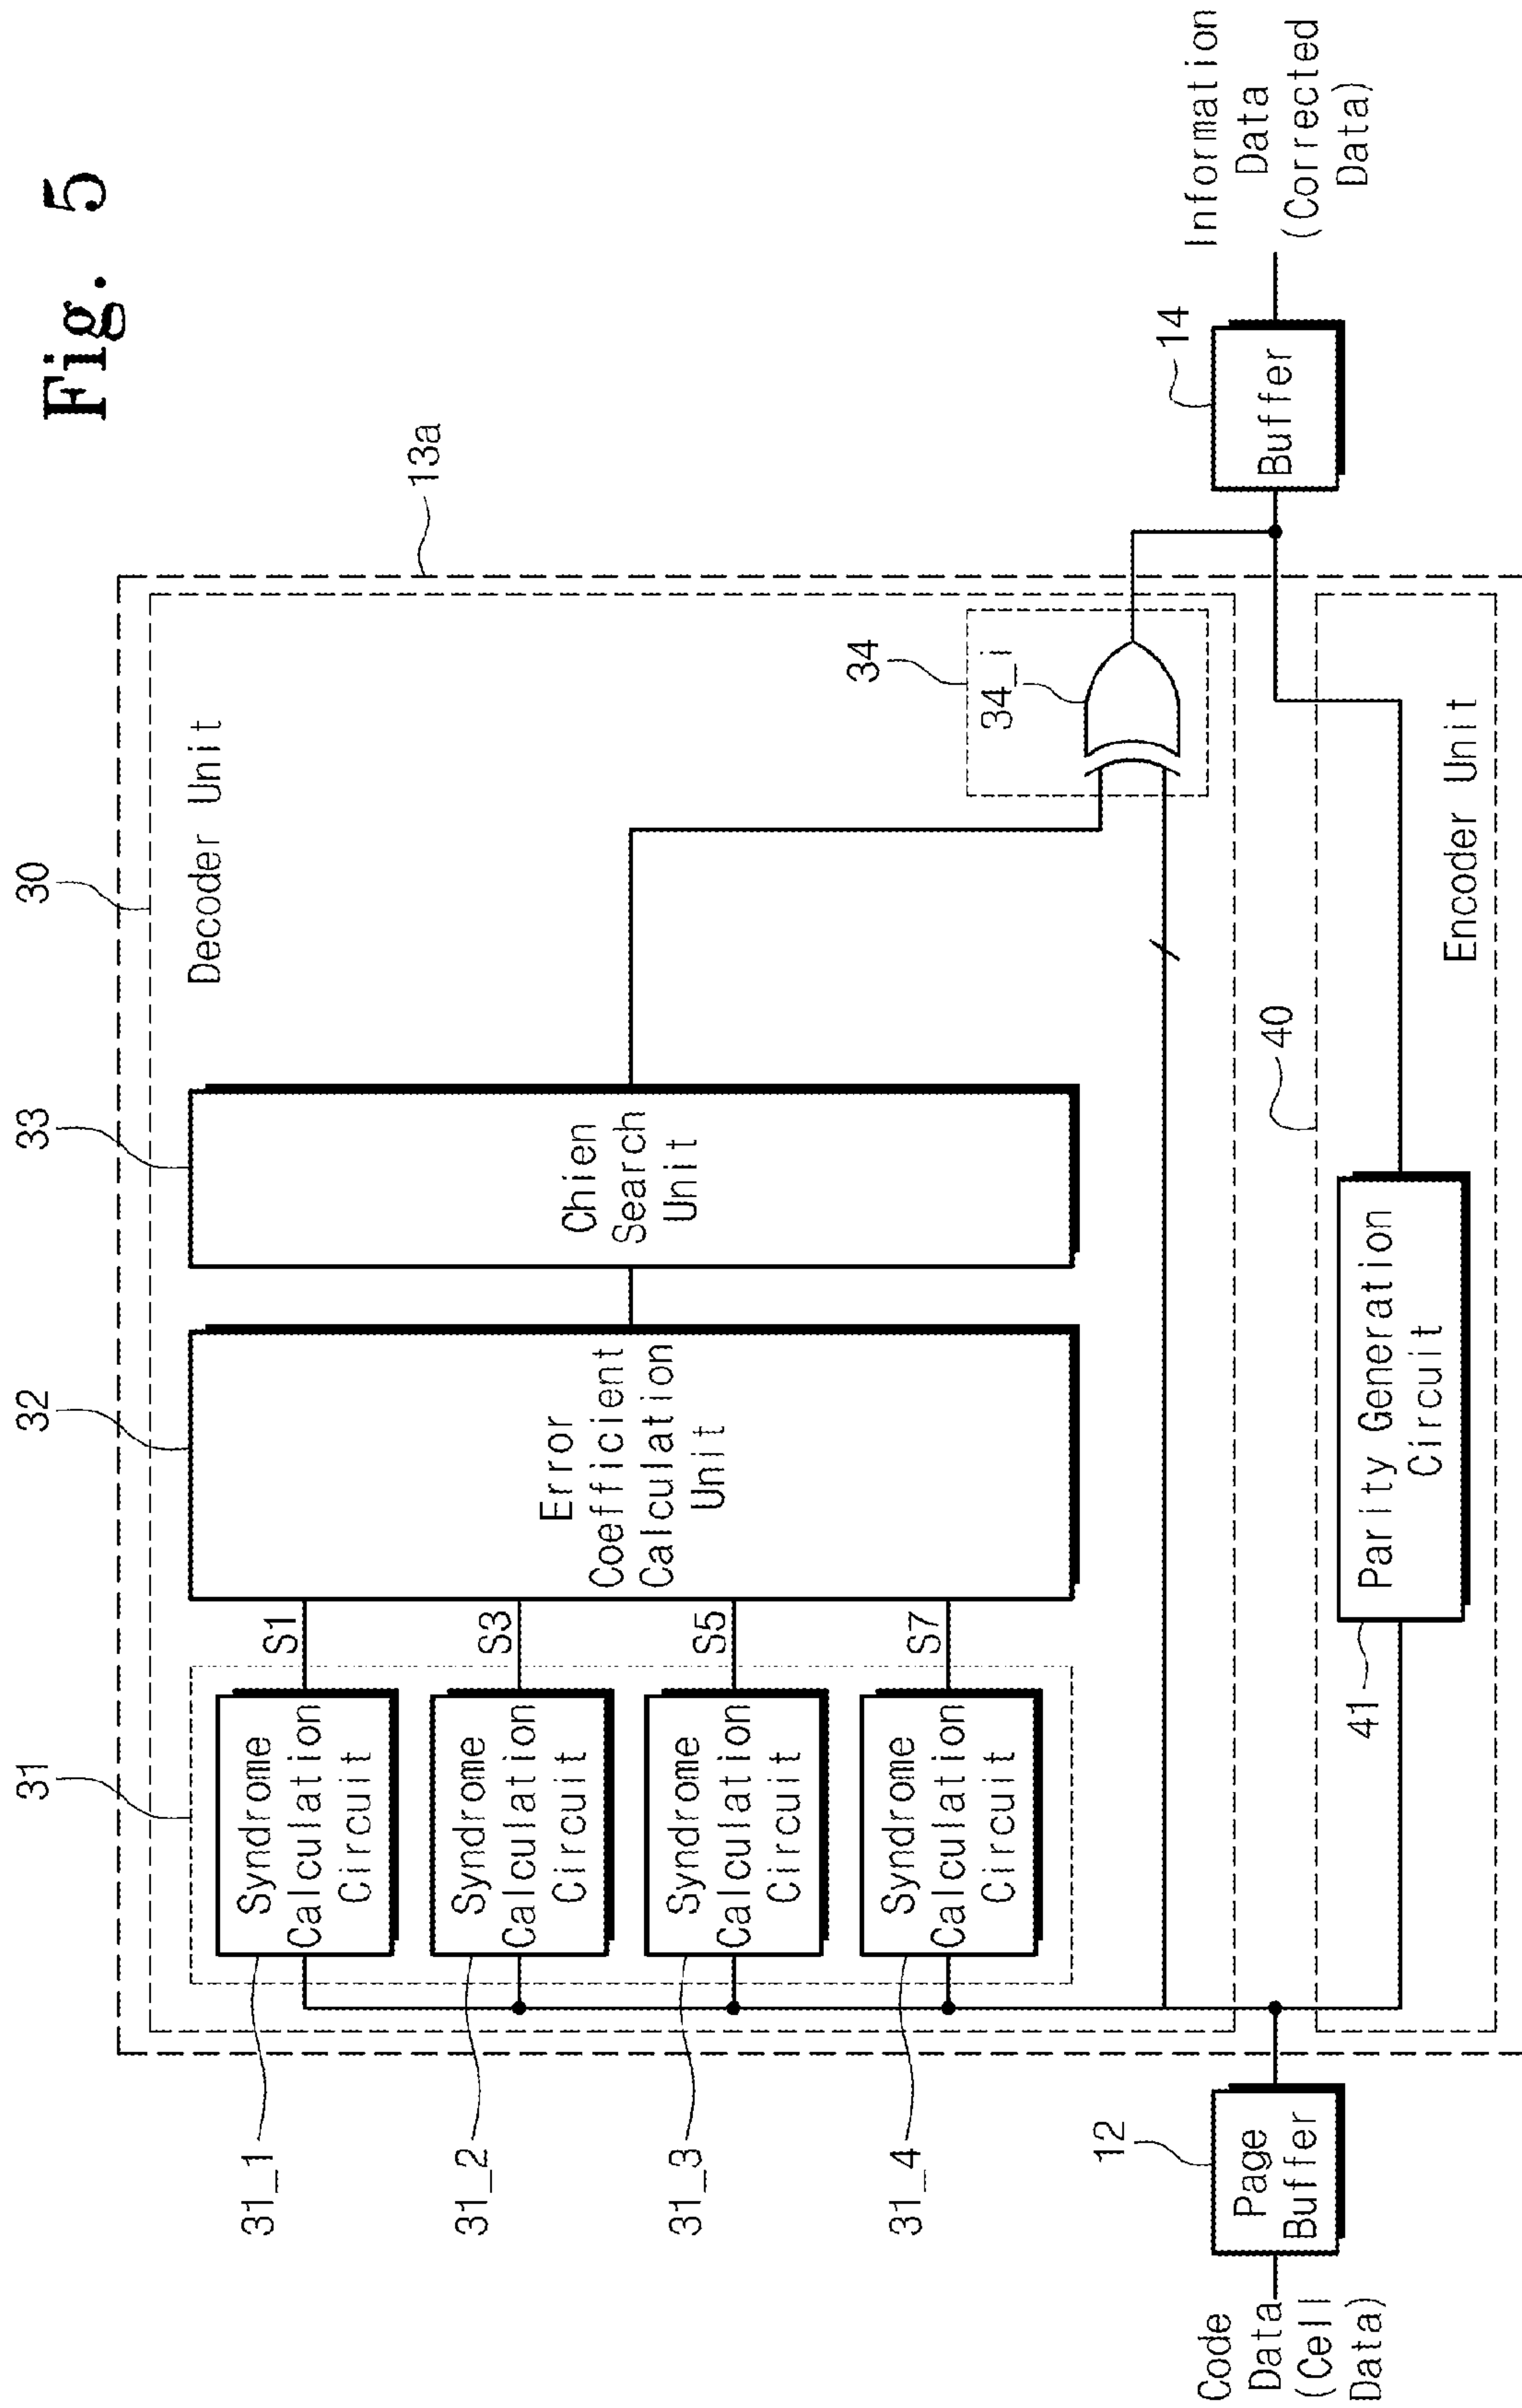 Fig. 5
13a
30
Decoder Unit
31
32
33
31_1
Syndrome
Calculation
Circuit
S1
31_2
Syndrome
Calculation
Circuit
S3
31_3
Syndrome
Calculation
Circuit
S5
31_4
Syndrome
Calculation
Circuit
S7
Error
Coefficient
Calculation
Unit
Chien
Search
Unit
34
34_i
12
Page
Buffer
Code
Data
(Cell
Data)
14
Buffer
Information
Data
(Corrected
Data)
40
41
Parity Generation
Circuit
Encoder Unit